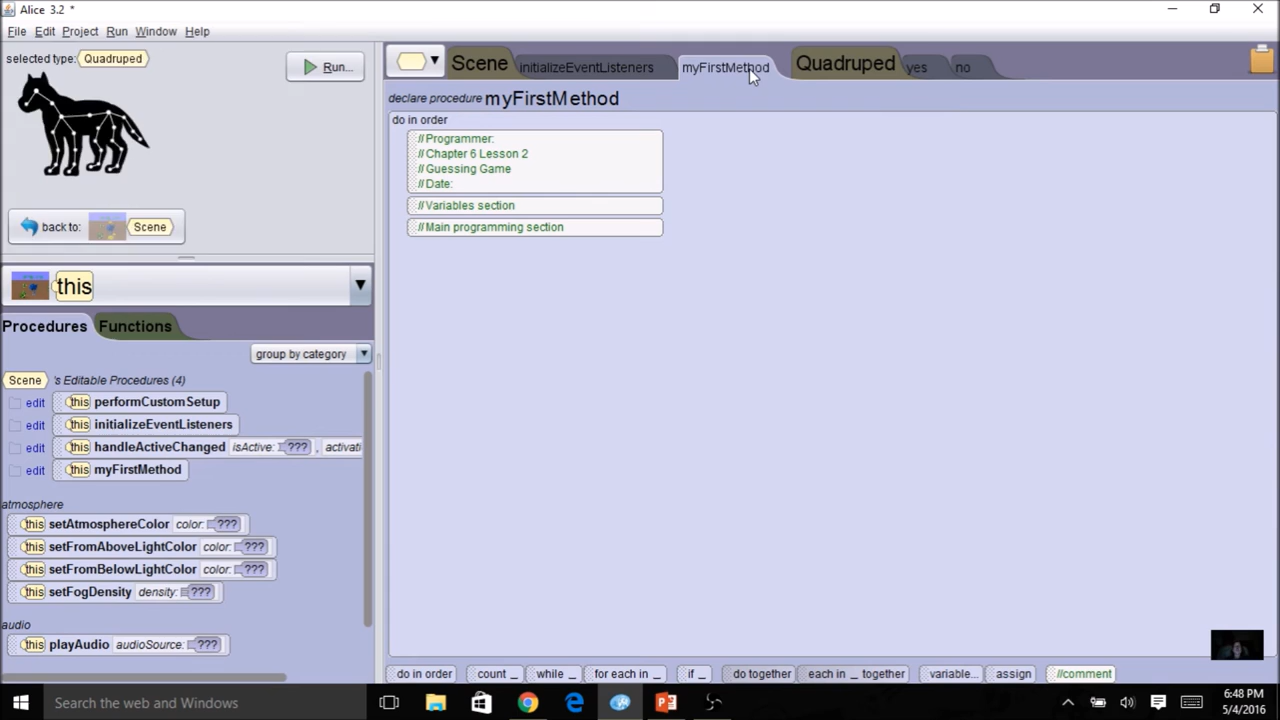 Alice 3.2 *
File Edit Project Run Window Help
selected type: Quadruped
Run...
back to: Scene
this
Procedures Functions
group by category
Scene 's Editable Procedures (4)
edit this performCustomSetup
edit this initializeEventListeners
edit this handleActiveChanged isActive: ??? , activati
edit this myFirstMethod
atmosphere
this setAtmosphereColor color: ???
this setFromAboveLightColor color: ???
this setFromBelowLightColor color: ???
this setFogDensity density: ???
audio
this playAudio audioSource: ???
Scene initializeEventListeners myFirstMethod Quadruped yes no
declare procedure myFirstMethod
do in order
//Programmer:
//Chapter 6 Lesson 2
//Guessing Game
//Date:
//Variables section
//Main programming section
do in order count _ while _ for each in _ if _ do together each in _ together variable... assign //comment
Search the web and Windows
6:48 PM
5/4/2016